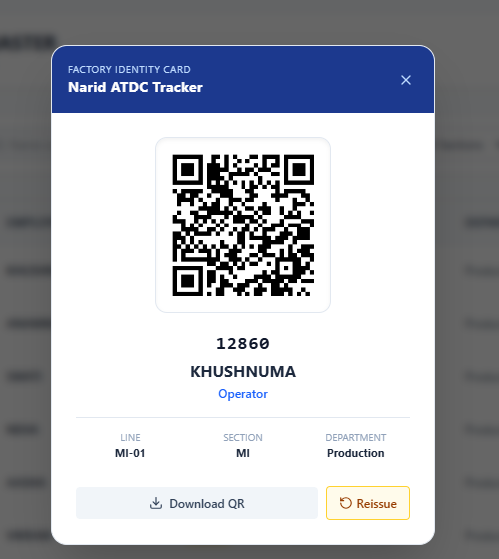 ASTER
FACTORY IDENTITY CARD
Narid ATDC Tracker
12860
KHUSHNUMA
Operator
LINE SECTION DEPARTMENT
MI-01 MI Production
Download QR Reissue